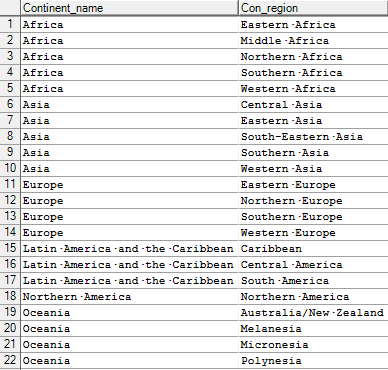 Continent_name Con_region
1 Africa Eastern·Africa
2 Africa Middle·Africa
3 Africa Northern·Africa
4 Africa Southern·Africa
5 Africa Western·Africa
6 Asia Central·Asia
7 Asia Eastern·Asia
8 Asia South-Eastern·Asia
9 Asia Southern·Asia
10 Asia Western·Asia
11 Europe Eastern·Europe
12 Europe Northern·Europe
13 Europe Southern·Europe
14 Europe Western·Europe
15 Latin·America·and·the·Caribbean Caribbean
16 Latin·America·and·the·Caribbean Central·America
17 Latin·America·and·the·Caribbean South·America
18 Northern·America Northern·America
19 Oceania Australia/New·Zealand
20 Oceania Melanesia
21 Oceania Micronesia
22 Oceania Polynesia